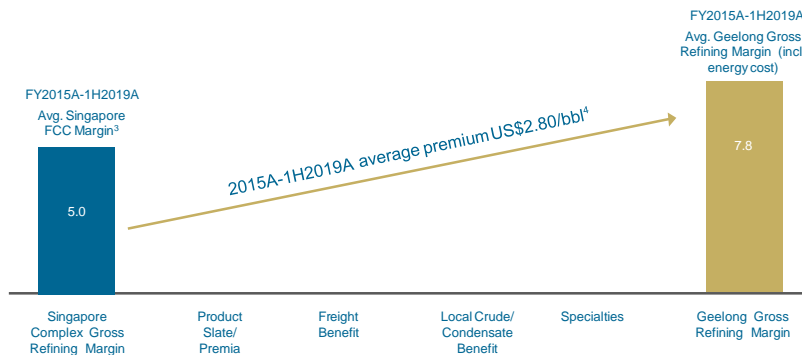 FY2015A-1H2019A
Avg. Geelong Gross
Refining Margin (incl
energy cost)
FY2015A-1H2019A
Avg. Singapore
FCC Margin3
2015A-1H2019A average premium US$2.80/bbl4
5.0
7.8
Singapore
Complex Gross
Refining Margin
Product
Slate/
Premia
Freight
Benefit
Local Crude/
Condensate
Benefit
Specialties
Geelong Gross
Refining Margin